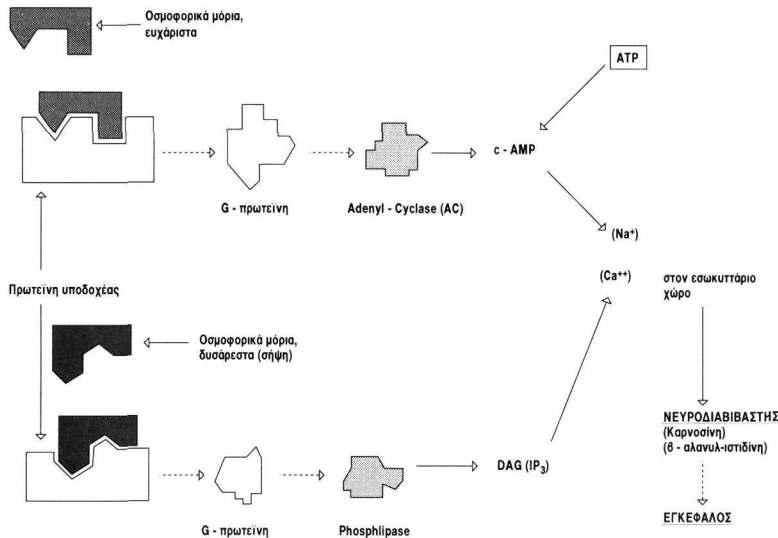 Οσμοφορικά μόρια,
ευχάριστα
ATP
c - AMP
G - πρωτεϊνη
Adenyl - Cyclase (AC)
(Na⁺)
(Ca⁺⁺)
στον εσωκυττάριο
χώρο
Πρωτεϊνη υποδοχέας
Οσμοφορικά μόρια,
δυσάρεστα (σήψη)
ΝΕΥΡΟΔΙΑΒΙΒΑΣΤΗΣ
(Καρνοσίνη)
(β - αλανυλ-ιστιδίνη)
DAG (IP₃)
G - πρωτεϊνη
Phosphlipase
ΕΓΚΕΦΑΛΟΣ